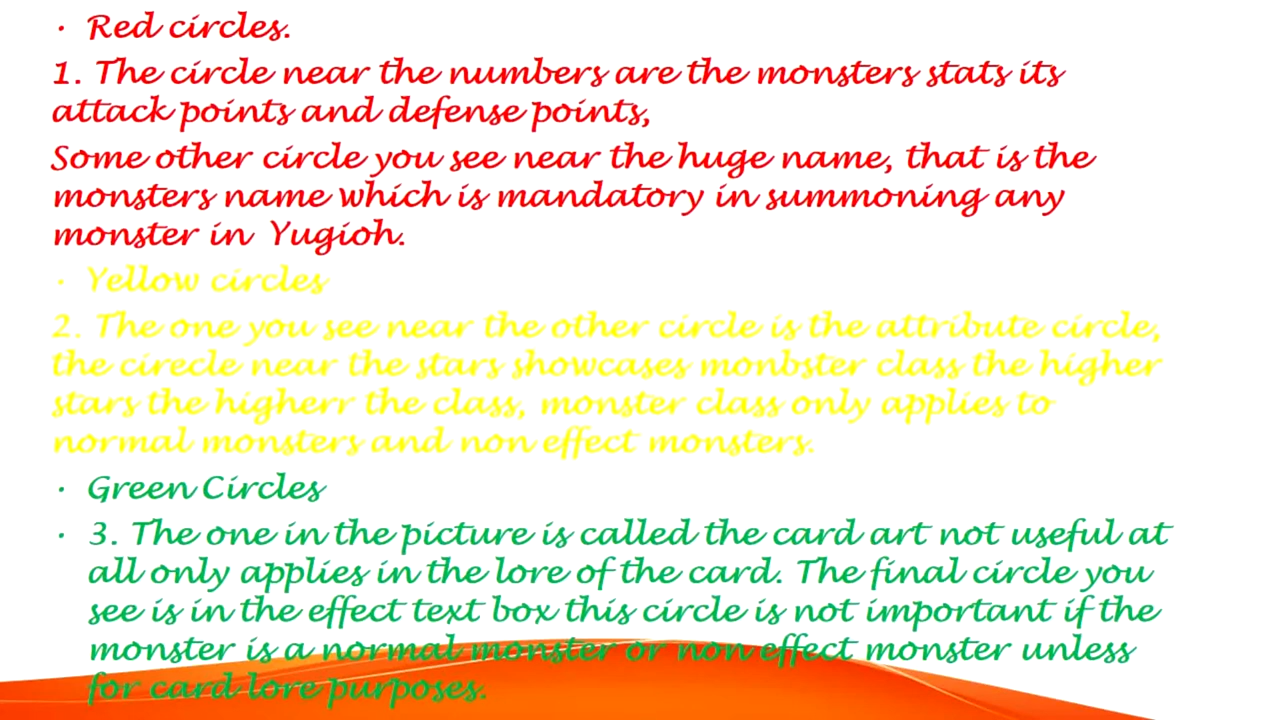 • Red circles.
1. The circle near the numbers are the monsters stats its
attack points and defense points,
Some other circle you see near the huge name, that is the
monsters name which is mandatory in summoning any
monster in Yugioh.
• Yellow circles
2. The one you see near the other circle is the attribute circle,
the cirecle near the stars showcases monbster class the higher
stars the higherr the class, monster class only applies to
normal monsters and non effect monsters.
• Green Circles
• 3. The one in the picture is called the card art not useful at
all only applies in the lore of the card. The final circle you
see is in the effect text box this circle is not important if the
monster is a normal monster or non effect monster unless
for card lore purposes.